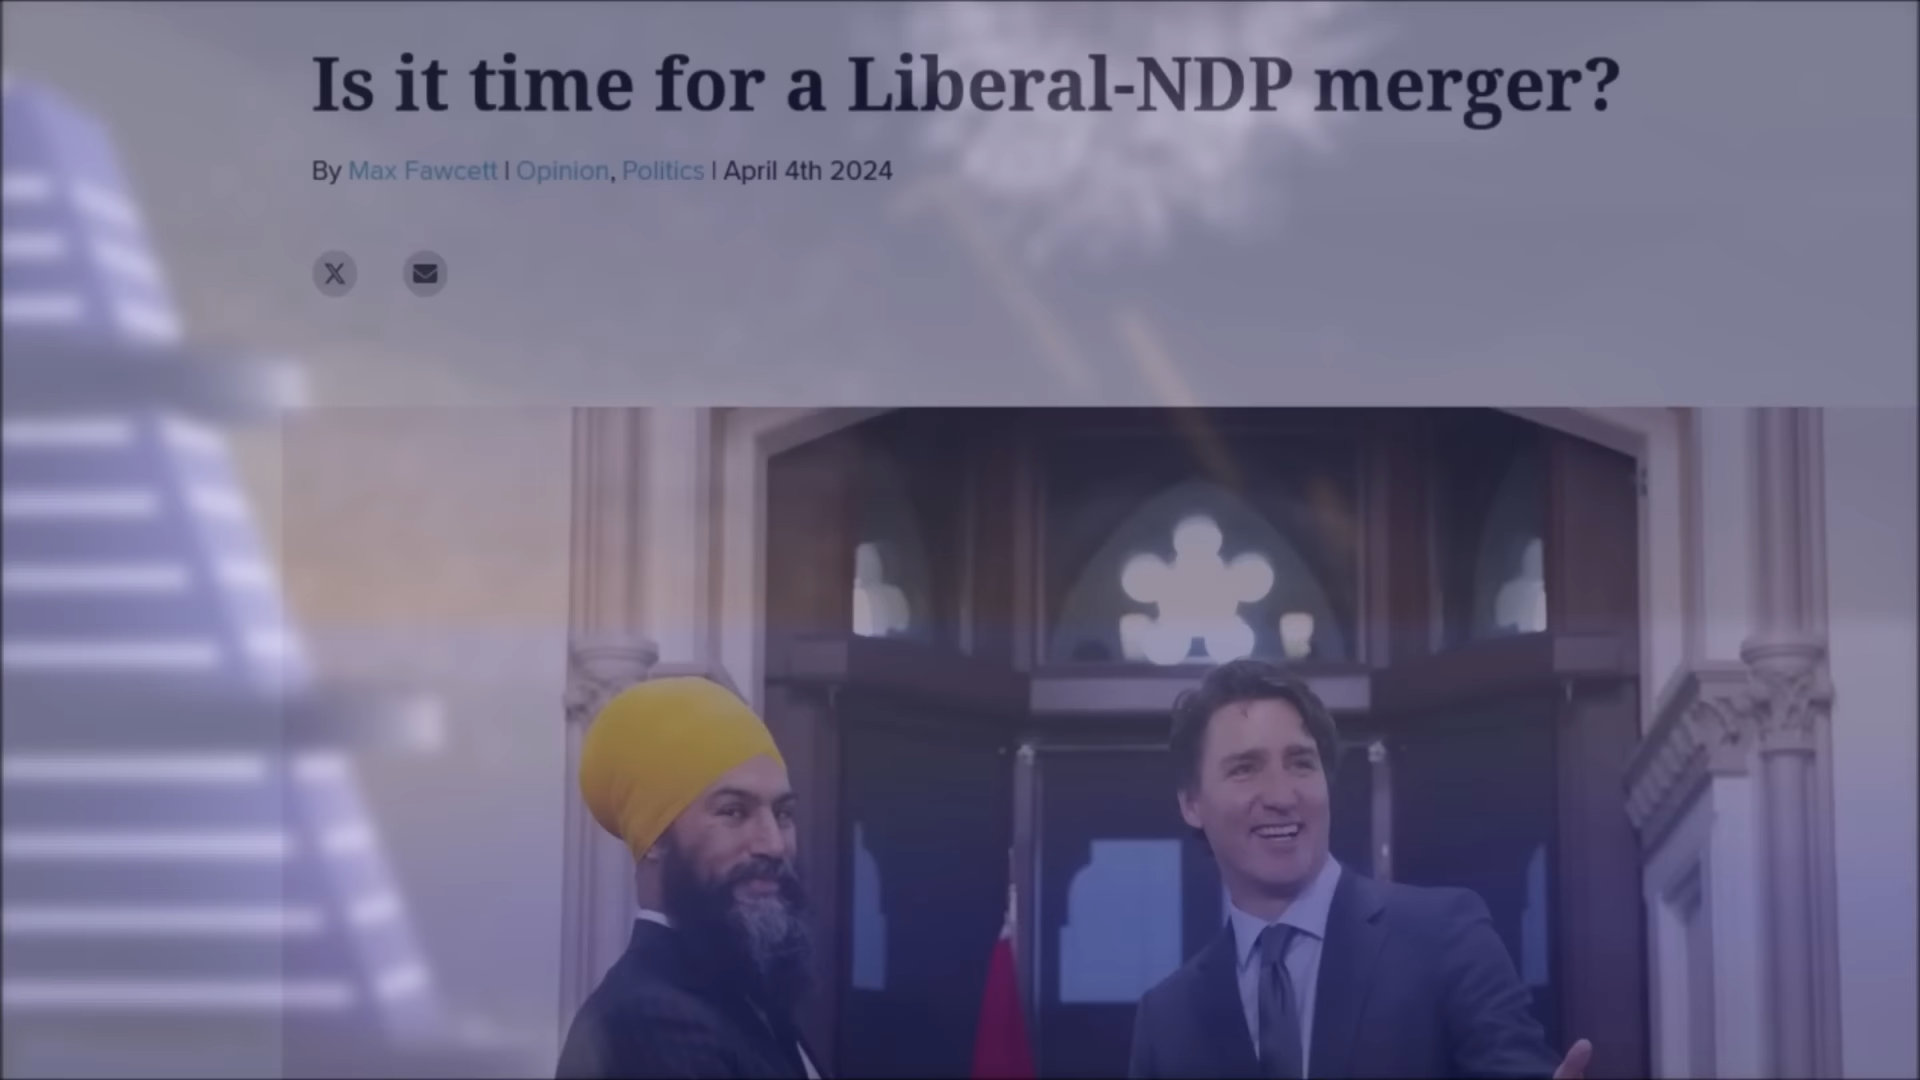 Is it time for a Liberal-NDP merger?
By Max Fawcett | Opinion, Politics | April 4th 2024